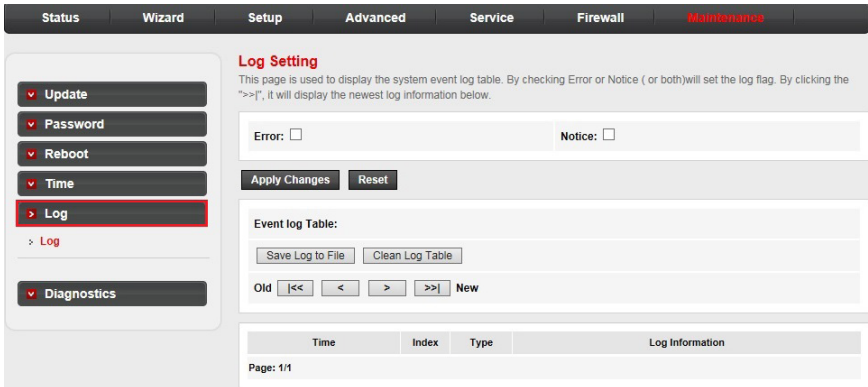 Status Wizard Setup Advanced Service Firewall Maintenance
Update
Password
Reboot
Time
Log
Log
Diagnostics
Log Setting
This page is used to display the system event log table. By checking Error or Notice ( or both)will set the log flag. By clicking the
">>|", it will display the newest log information below.
Error: Notice:
Apply Changes Reset
Event log Table:
Save Log to File Clean Log Table
Old |<< < > >>| New
Time Index Type Log Information
Page: 1/1